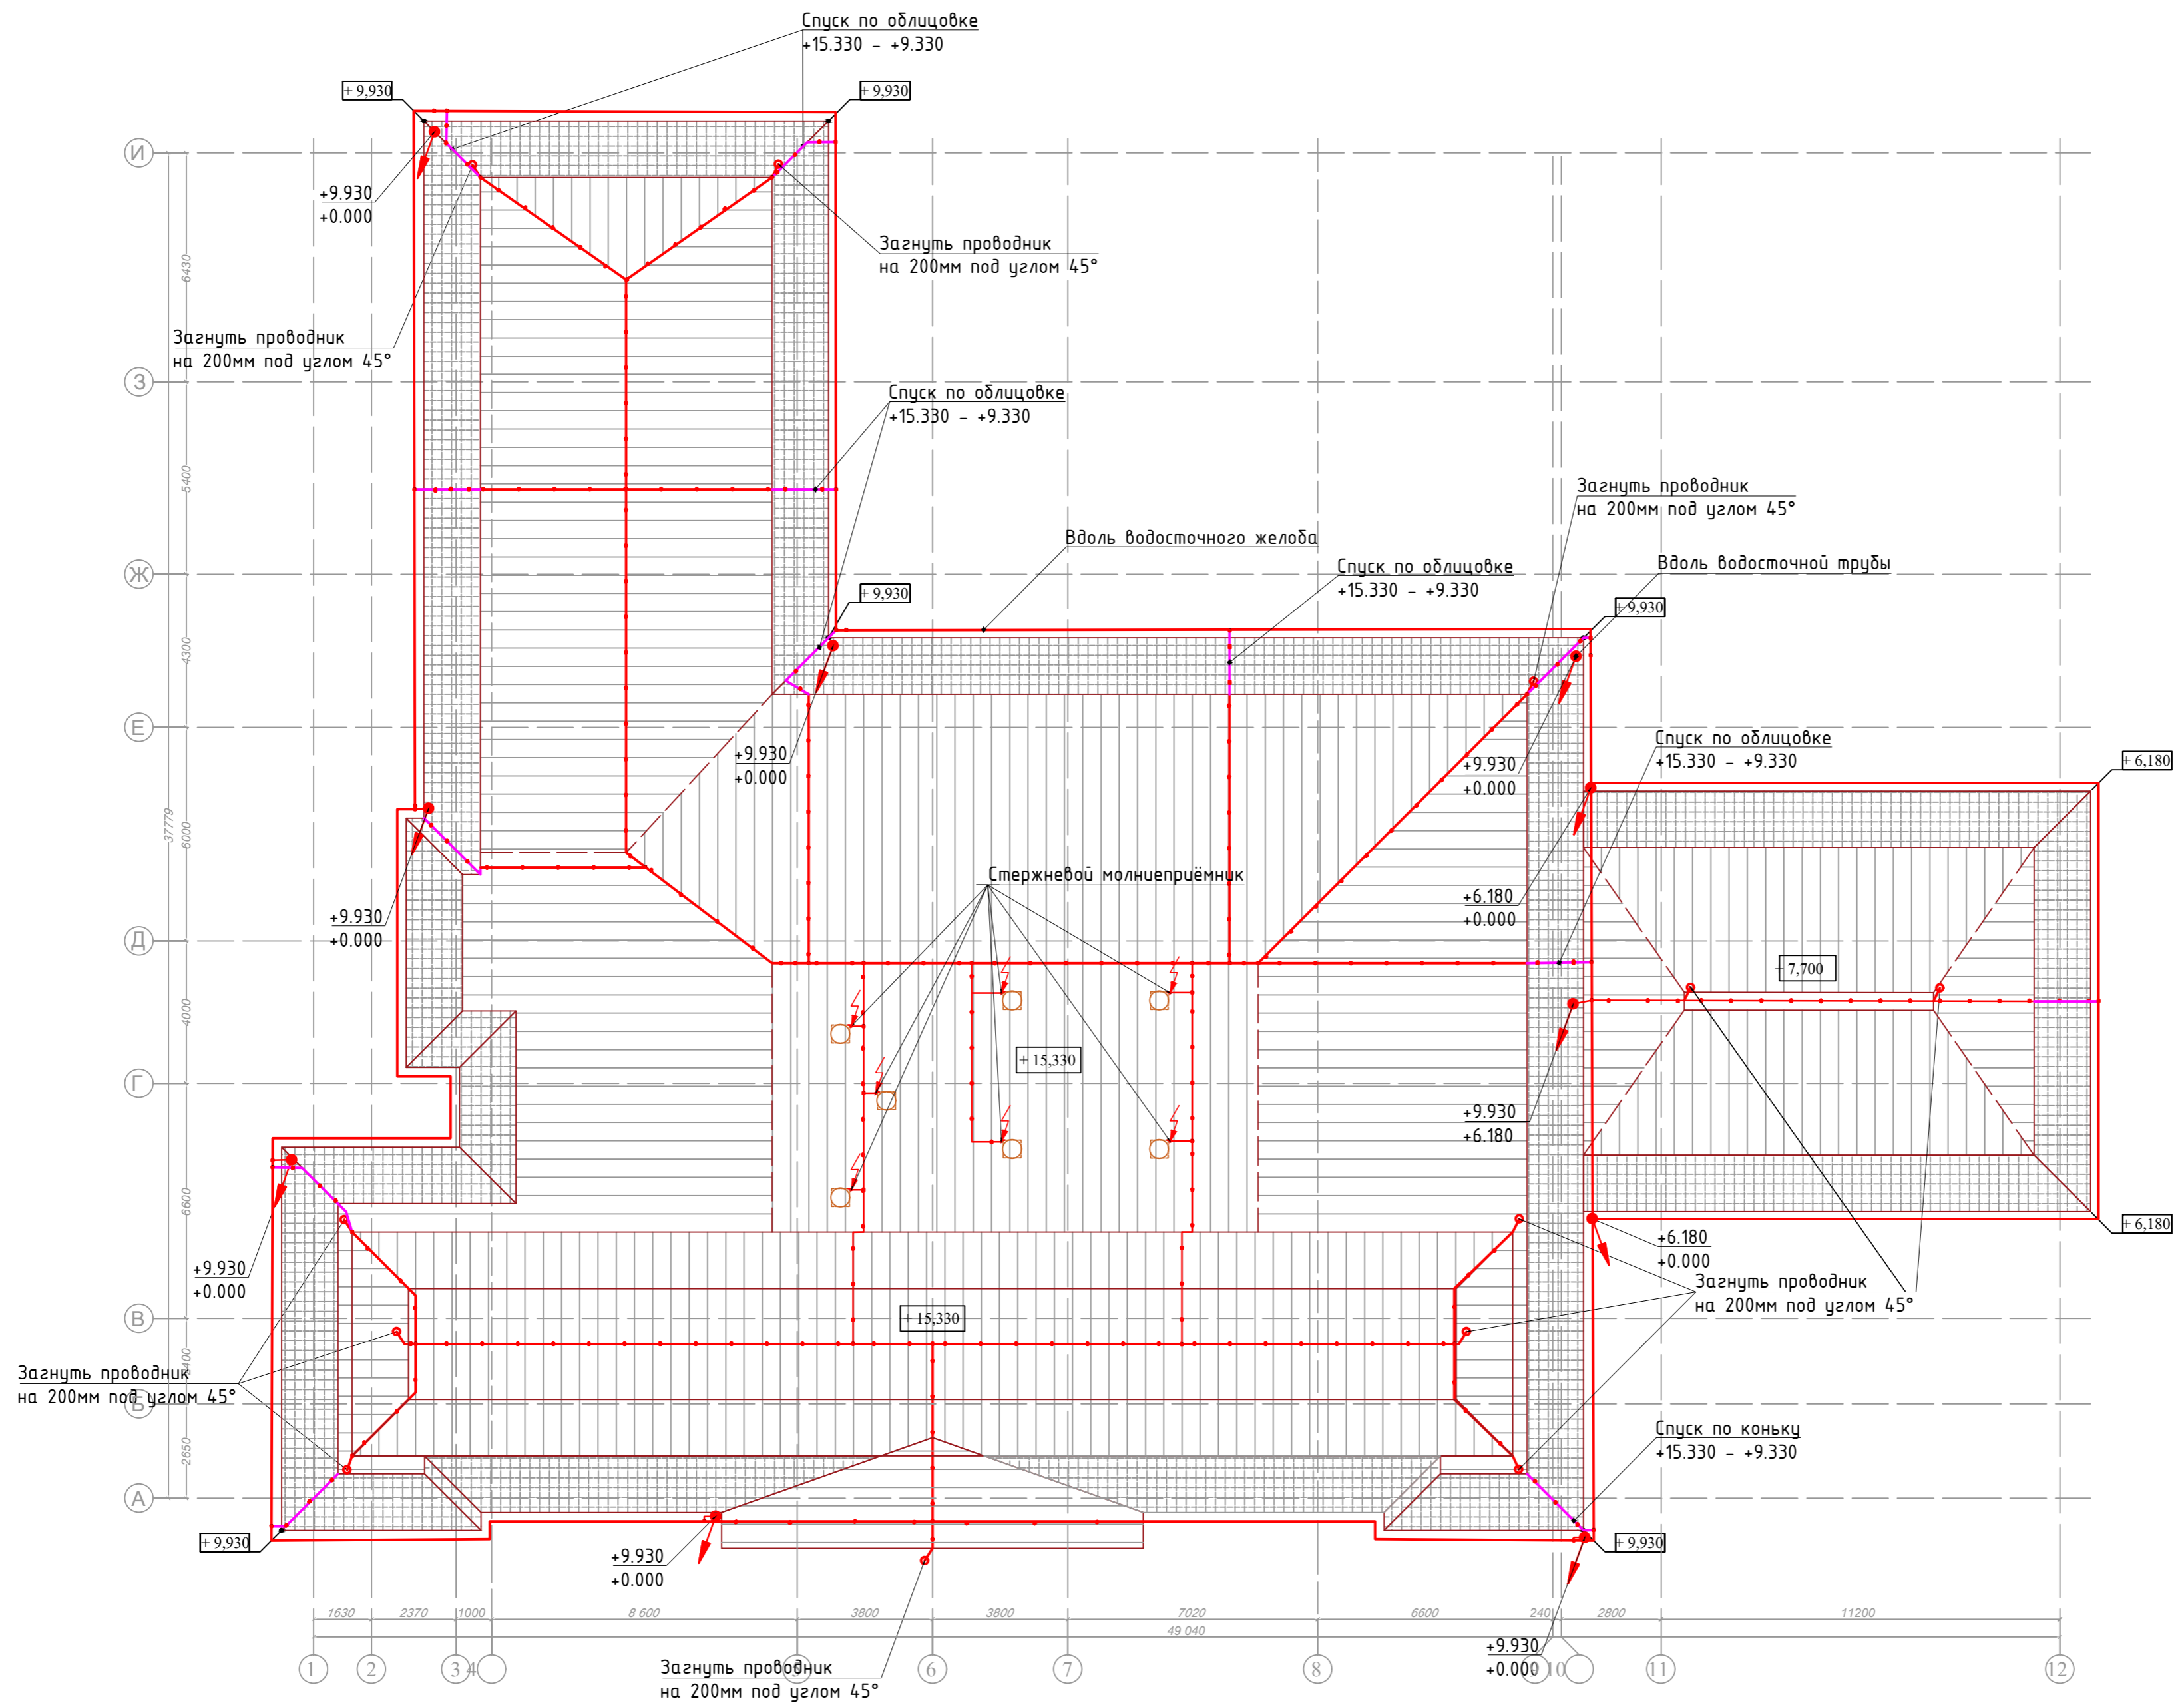 Спуск по облицовке
+15.330 - +9.330
+ 9,930
+ 9,930
И
+9.930
+0.000
Загнуть проводник
на 200мм под углом 45°
6430
Загнуть проводник
на 200мм под углом 45°
З
Спуск по облицовке
+15.330 - +9.330
5400
Загнуть проводник
на 200мм под углом 45°
Вдоль водосточного желоба
Спуск по облицовке
+15.330 - +9.330
Вдоль водосточной трубы
Ж
+ 9,930
+ 9,930
4300
Е
+9.930
+0.000
+9.930
+0.000
Спуск по облицовке
+15.330 - +9.330
+ 6,180
37779
6000
Стержневой молниеприёмник
+9.930
+0.000
+6.180
+0.000
Д
+ 7,700
4000
+ 15,330
Г
+9.930
+6.180
6600
+ 6,180
+6.180
+0.000
+9.930
+0.000
Загнуть проводник
на 200мм под углом 45°
В
+ 15,330
Загнуть проводник
на 200мм под углом 45°
2400
Б
Спуск по коньку
+15.330 - +9.330
2650
А
+ 9,930
+ 9,930
+9.930
+0.000
1630
2370
1000
8 600
3800
3800
7020
6600
240
2800
11200
49 040
+9.930
+0.000
Загнуть проводник
на 200мм под углом 45°
1
2
3
4
5
6
7
8
9
10
11
12